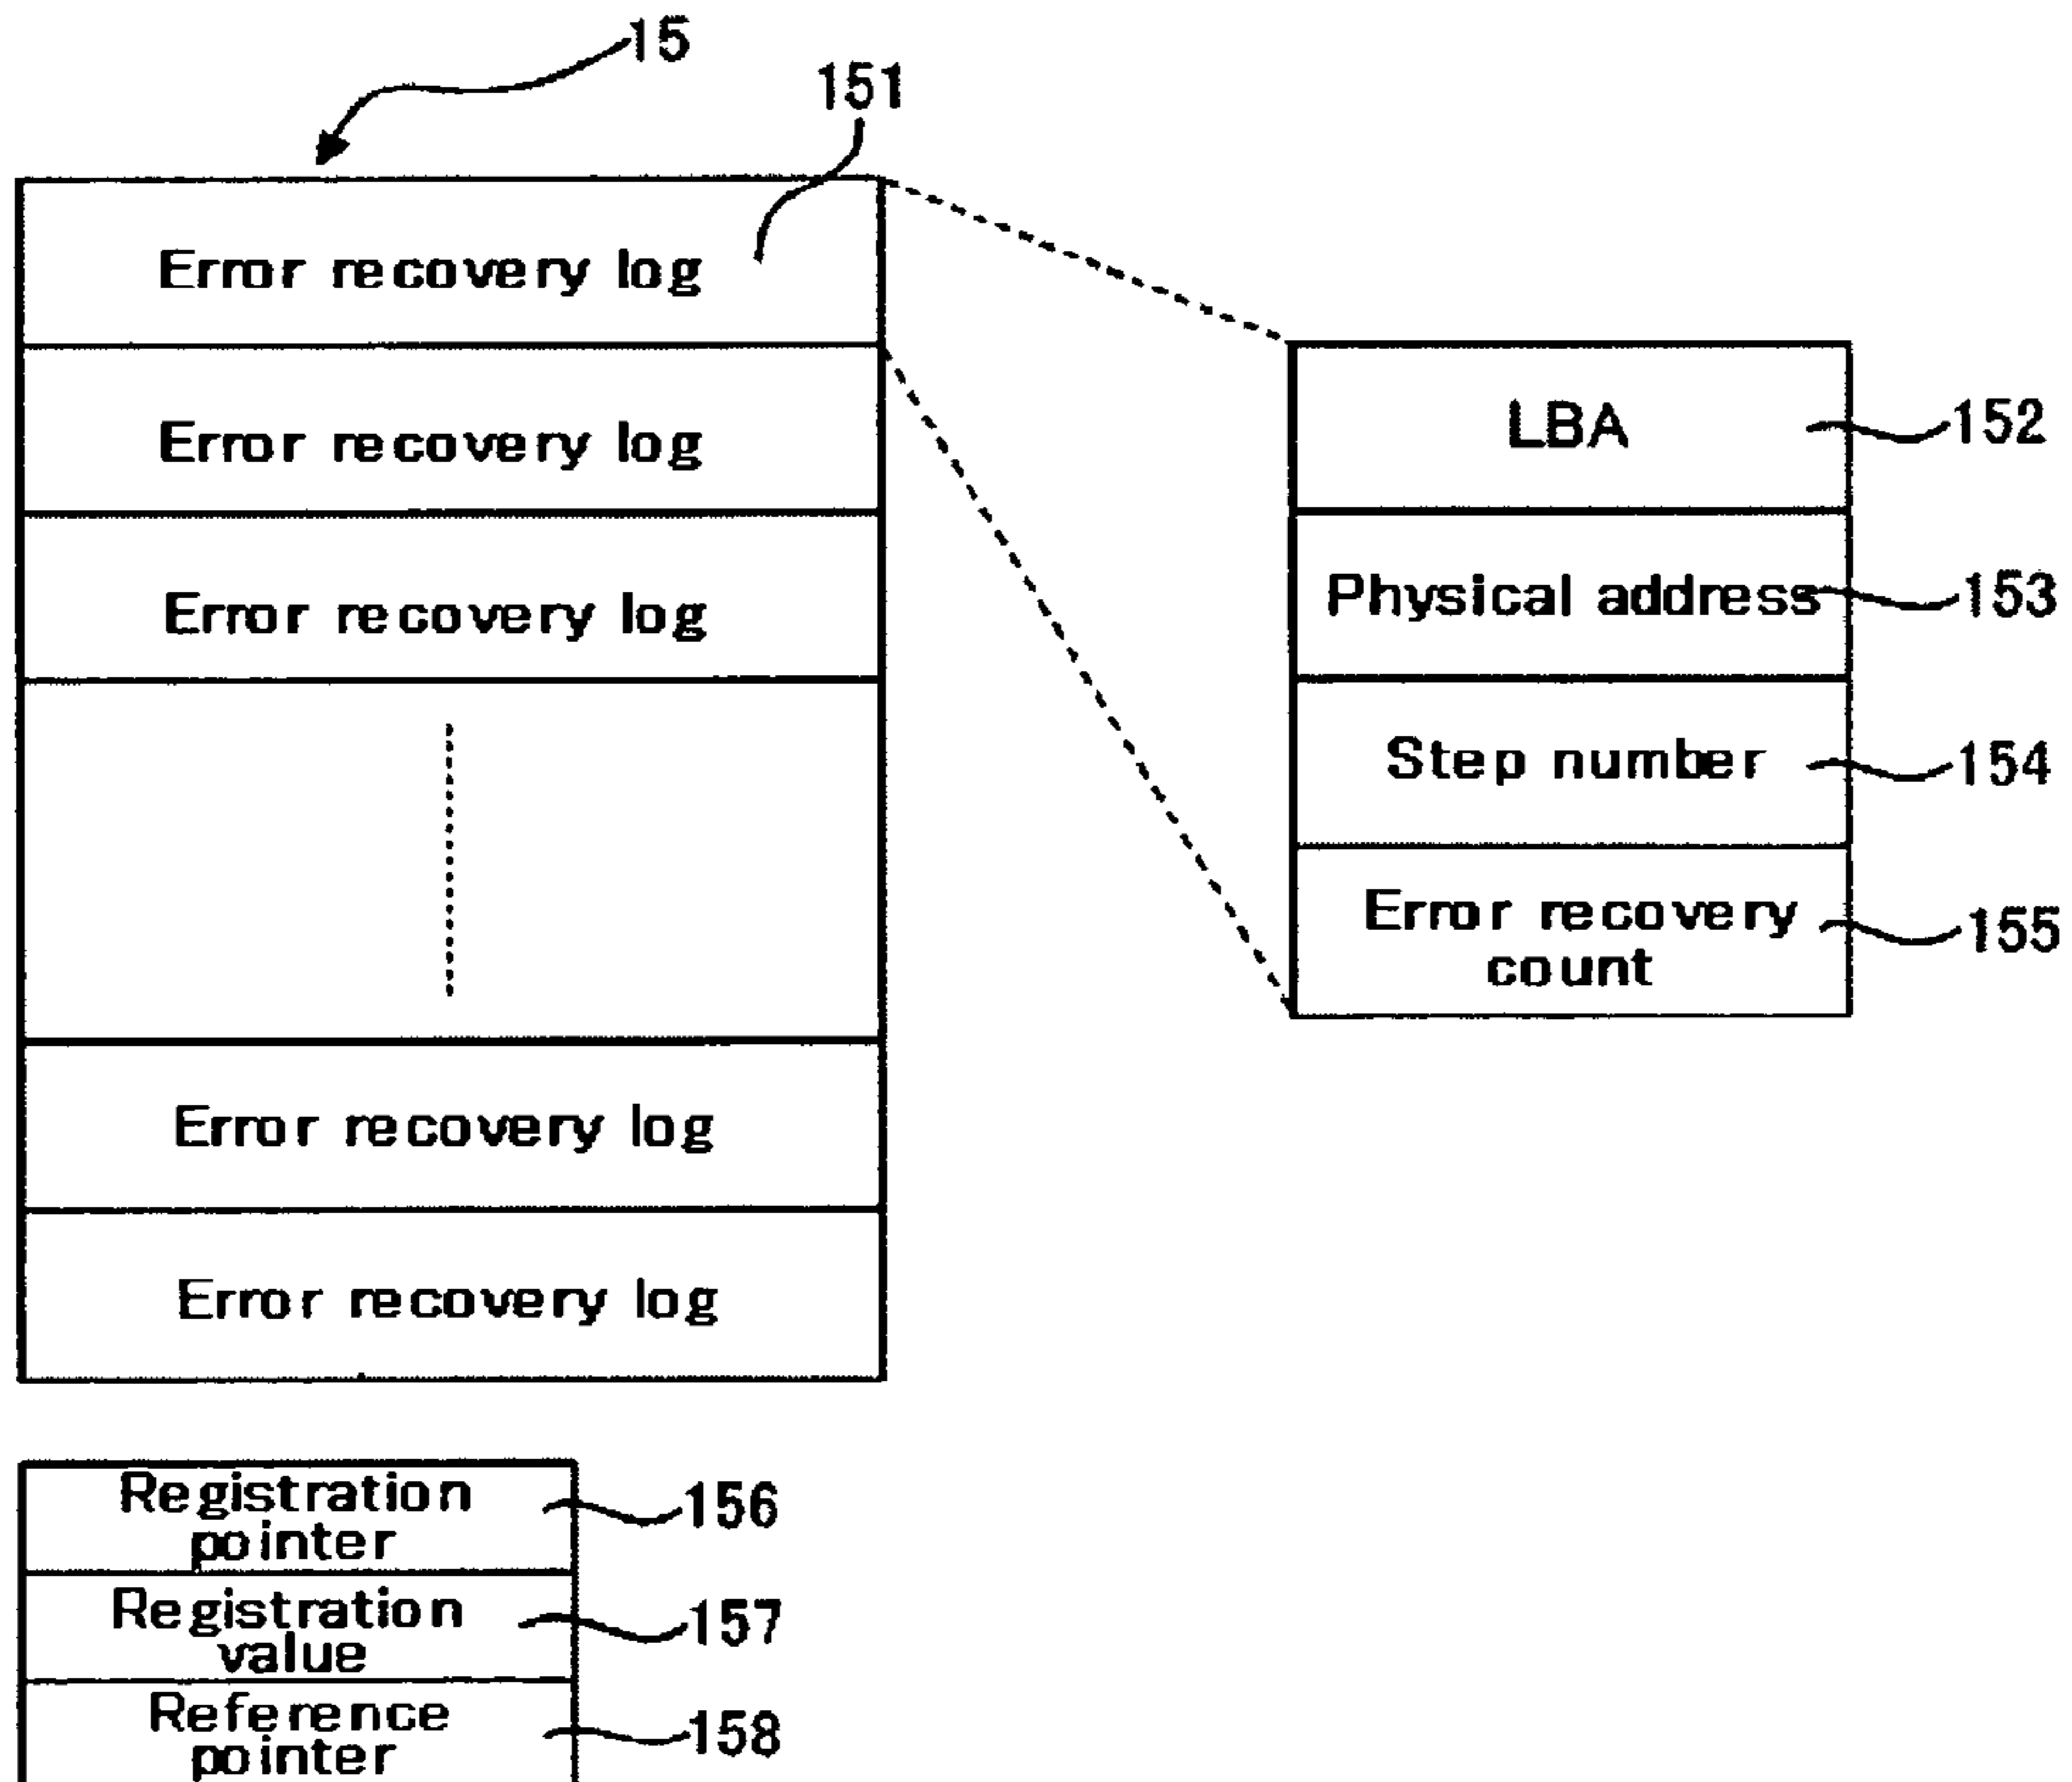 15
151
Error recovery log
Error recovery log
Error recovery log
Error recovery log
Error recovery log
LBA
152
Physical address
153
Step number
154
Error recovery
count
155
Registration
pointer
156
Registration
value
157
Reference
pointer
158